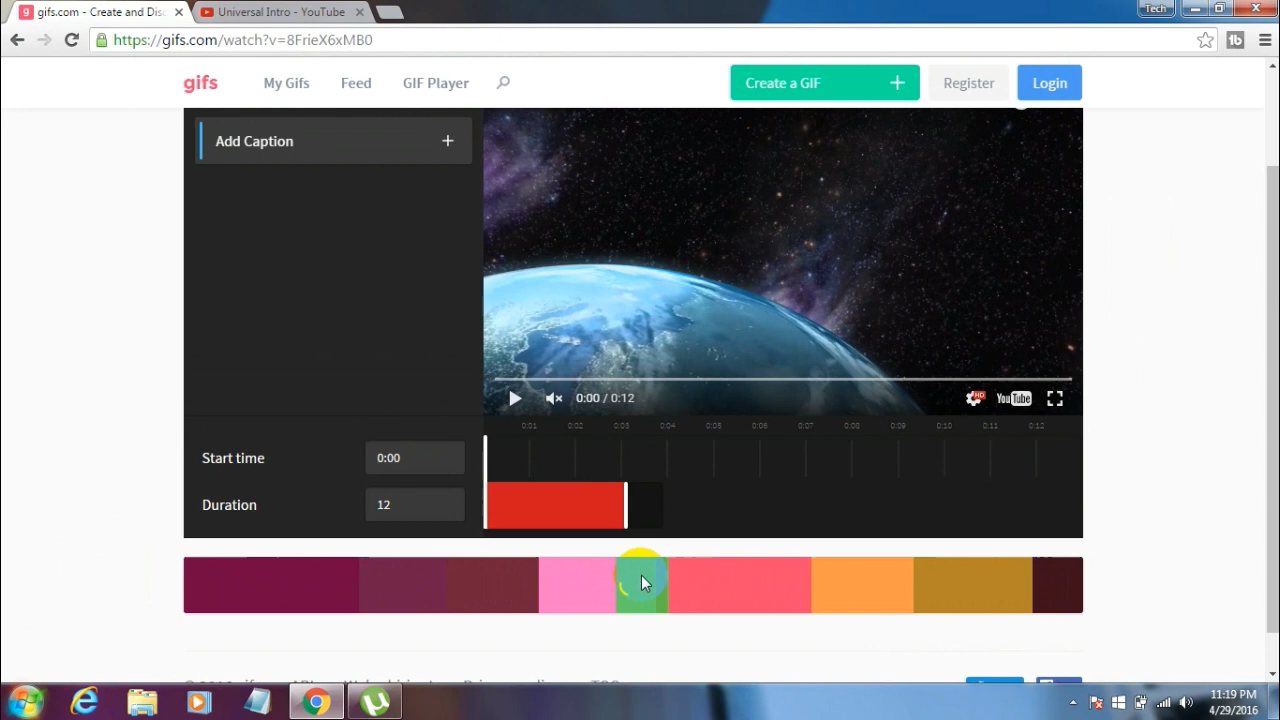 gifs.com - Create and Disc
Universal Intro - YouTube
Tech
https://gifs.com/watch?v=8FrieX6xMB0
gifs
My Gifs
Feed
GIF Player
Create a GIF
Register
Login
Add Caption
0:00 / 0:12
HD
YouTube
0:01 0:02 0:03 0:04 0:05 0:06 0:07 0:08 0:09 0:10 0:11 0:12
Start time
0:00
Duration
12
11:19 PM
4/29/2016